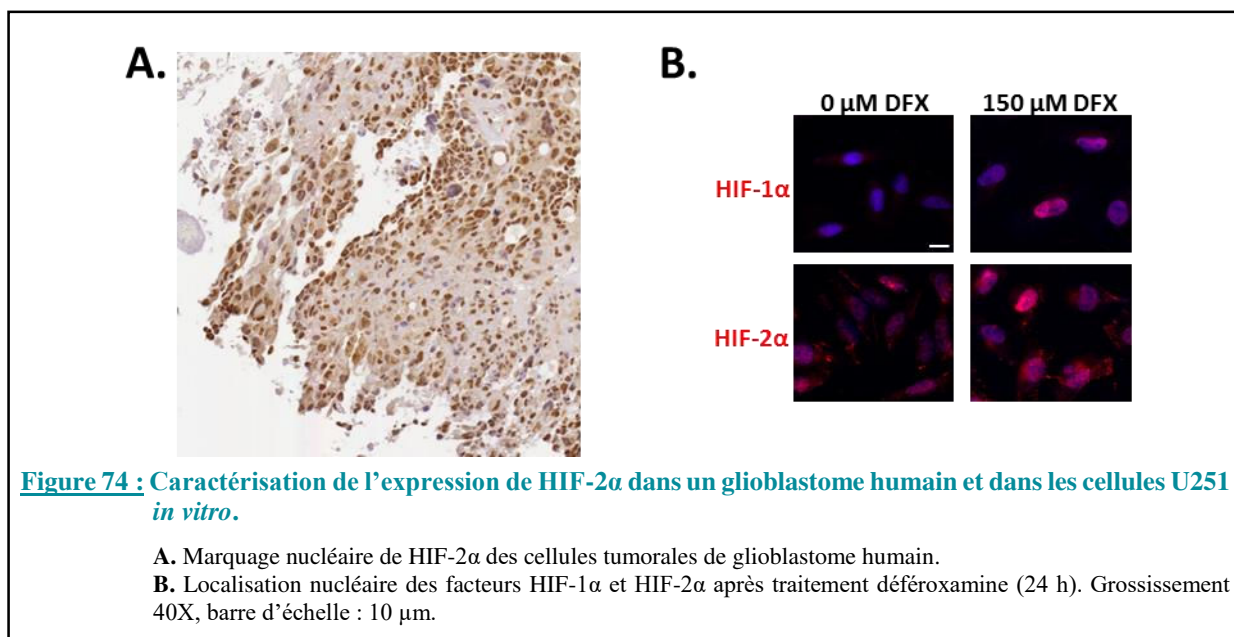 A.
B.
0 µM DFX
150 µM DFX
HIF-1α
HIF-2α
Figure 74 : Caractérisation de l’expression de HIF-2α dans un glioblastome humain et dans les cellules U251
in vitro.
A. Marquage nucléaire de HIF-2α des cellules tumorales de glioblastome humain.
B. Localisation nucléaire des facteurs HIF-1α et HIF-2α après traitement déféroxamine (24 h). Grossissement
40X, barre d’échelle : 10 µm.